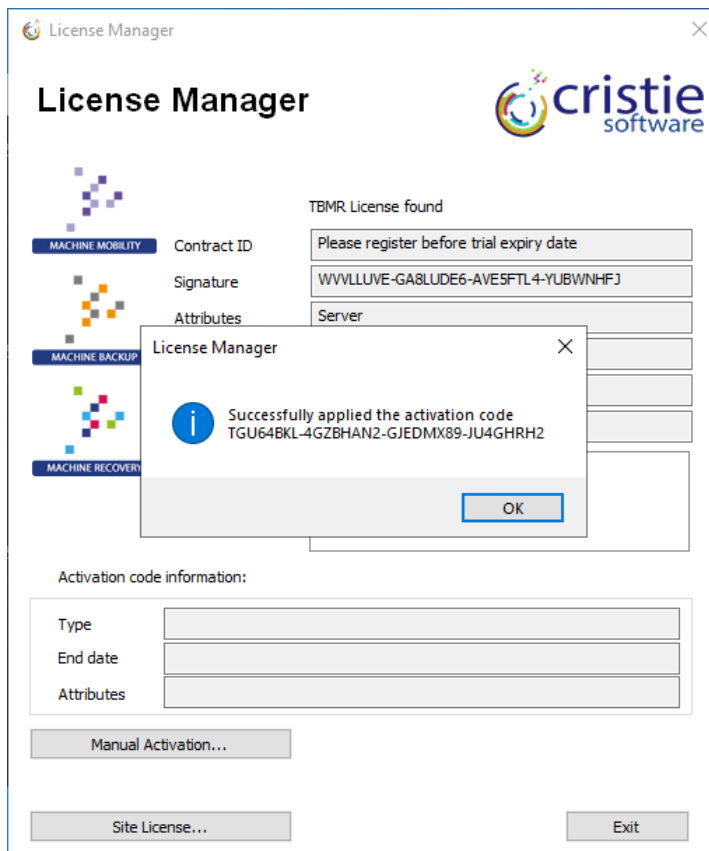 License Manager
License Manager
cristie
software
TBMR License found
MACHINE MOBILITY
Contract ID
Please register before trial expiry date
Signature
WVVLLUVE-GA8LUDE6-AVE5FTL4-YUBWNHFJ
Attributes
Server
MACHINE BACKUP
License Manager
Successfully applied the activation code
TGU64BKL-4GZBHAN2-GJEDMX89-JU4GHRH2
OK
MACHINE RECOVERY
Activation code information:
Type
End date
Attributes
Manual Activation...
Site License...
Exit